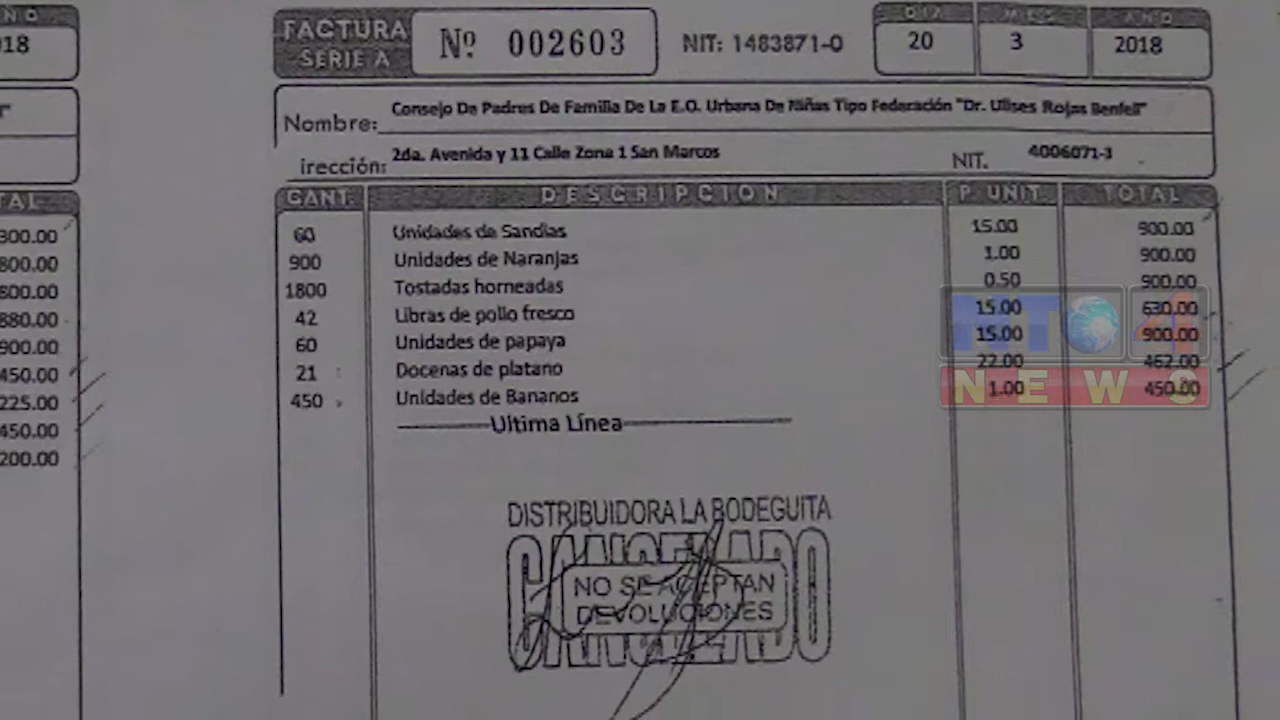 NO
018
TAL
300.00
800.00
800.00
880.00
900.00
450.00
225.00
450.00
200.00
FACTURA
SERIE A
Nº 002603
NIT: 1483871-0
DIA MES AÑO
20 3 2018
Nombre: Consejo De Padres De Familia De La E.O. Urbana De Niñas Tipo Federación "Dr. Ulises Rojas Benfell"
irección: 2da. Avenida y 11 Calle Zona 1 San Marcos NIT. 4006071-3
CANT. DESCRIPCION P. UNIT. TOTAL
60 Unidades de Sandias 15.00 900.00
900 Unidades de Naranjas 1.00 900.00
1800 Tostadas horneadas 0.50 900.00
42 Libras de pollo fresco 15.00 630.00
60 Unidades de papaya 15.00 900.00
21 Docenas de platano 22.00 462.00
450 Unidades de Bananos 1.00 450.00
Ultima Línea
NEWS
DISTRIBUIDORA LA BODEGUITA
CANCELADO
NO SE ACEPTAN
DEVOLUCIONES